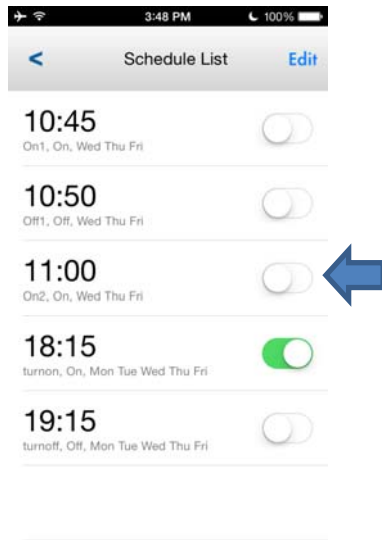 3:48 PM 100%
< Schedule List Edit
10:45
On1, On, Wed Thu Fri
10:50
Off1, Off, Wed Thu Fri
11:00
On2, On, Wed Thu Fri
18:15
turnon, On, Mon Tue Wed Thu Fri
19:15
turnoff, Off, Mon Tue Wed Thu Fri